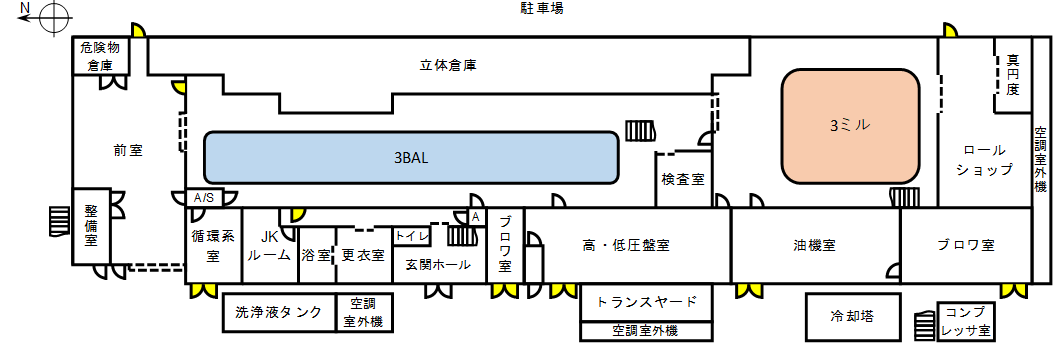 N
駐車場
危険物
倉庫
立体倉庫
真
円
度
3ミル
前室
3BAL
検査室
ロール
ショップ
空
調
室
外
機
整
備
室
A/S
循環系
室
JK
ルーム
浴室
更衣室
トイレ
玄関ホール
A
ブ
ロ
ワ
室
高・低圧盤室
油機室
ブロワ室
洗浄液タンク
空調
室外機
トランスヤード
空調室外機
冷却塔
コンプ
レッサ室